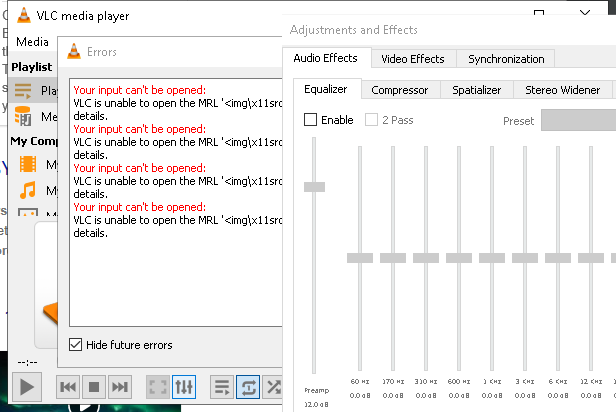 VLC media player
Media
Playlist
Errors
Your input can't be opened:
VLC is unable to open the MRL '<img\x11src
details.
Your input can't be opened:
VLC is unable to open the MRL '<img\x11src
details.
Your input can't be opened:
VLC is unable to open the MRL '<img\x11src
details.
Your input can't be opened:
VLC is unable to open the MRL '<img\x11src
details.
Hide future errors
My Comp
--:--
Adjustments and Effects
Audio Effects Video Effects Synchronization
Equalizer Compressor Spatializer Stereo Widener
Enable 2 Pass Preset
60 Hz 170 Hz 310 Hz 600 Hz 1 KHz 3 KHz 6 KHz 12 KHz
Preamp 0.0 dB 0.0 dB 0.0 dB 0.0 dB 0.0 dB 0.0 dB 0.0 dB 0.0 dB
12.0 dB